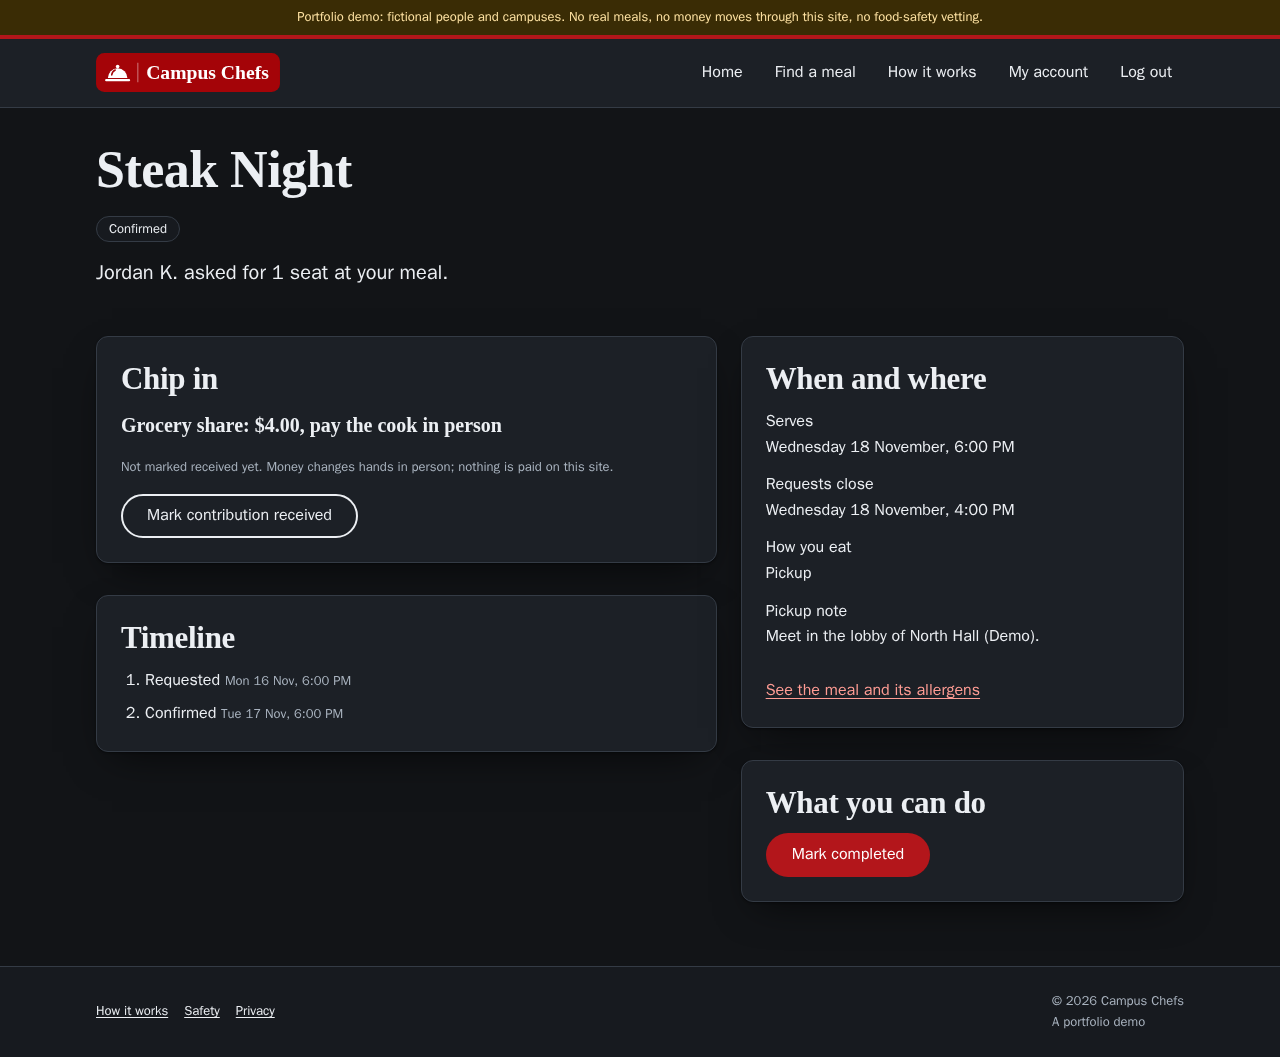 Portfolio demo: fictional people and campuses. No real meals, no money moves through this site, no food-safety vetting.
Campus Chefs
Home
Find a meal
How it works
My account
Log out
Steak Night
Confirmed
Jordan K. asked for 1 seat at your meal.
Chip in
Grocery share: $4.00, pay the cook in person
Not marked received yet. Money changes hands in person; nothing is paid on this site.
Mark contribution received
Timeline
1. Requested Mon 16 Nov, 6:00 PM
2. Confirmed Tue 17 Nov, 6:00 PM
When and where
Serves
Wednesday 18 November, 6:00 PM
Requests close
Wednesday 18 November, 4:00 PM
How you eat
Pickup
Pickup note
Meet in the lobby of North Hall (Demo).
See the meal and its allergens
What you can do
Mark completed
How it works
Safety
Privacy
© 2026 Campus Chefs
A portfolio demo